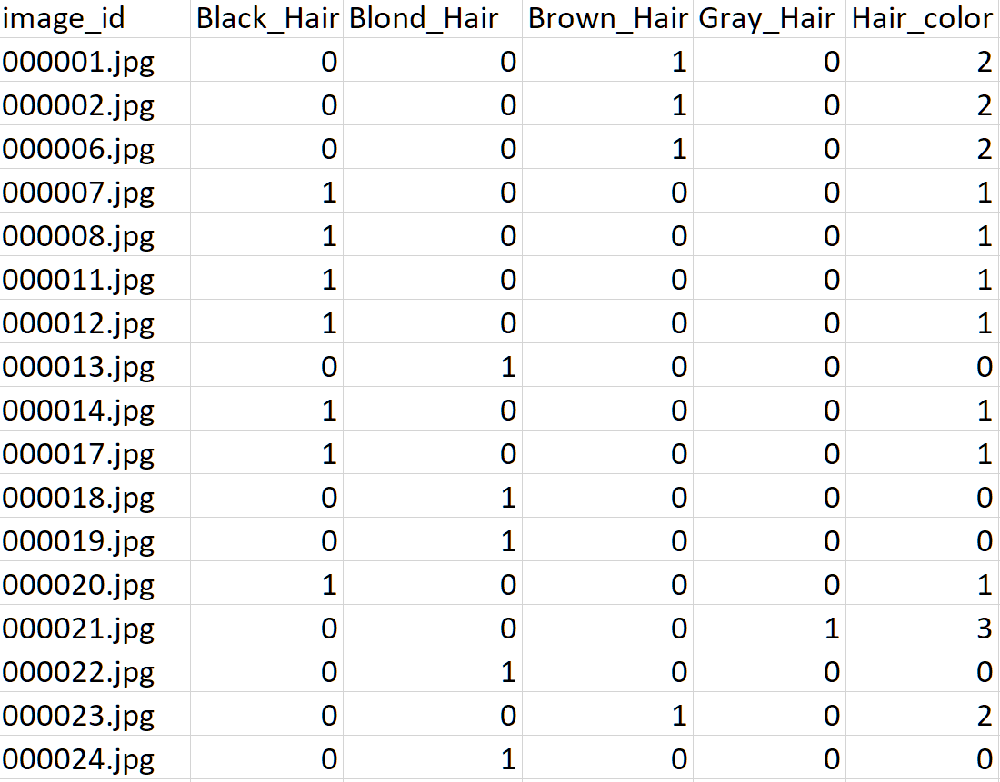 image_id Black_Hair Blond_Hair Brown_Hair Gray_Hair Hair_color
000001.jpg 0 0 1 0 2
000002.jpg 0 0 1 0 2
000006.jpg 0 0 1 0 2
000007.jpg 1 0 0 0 1
000008.jpg 1 0 0 0 1
000011.jpg 1 0 0 0 1
000012.jpg 1 0 0 0 1
000013.jpg 0 1 0 0 0
000014.jpg 1 0 0 0 1
000017.jpg 1 0 0 0 1
000018.jpg 0 1 0 0 0
000019.jpg 0 1 0 0 0
000020.jpg 1 0 0 0 1
000021.jpg 0 0 0 1 3
000022.jpg 0 1 0 0 0
000023.jpg 0 0 1 0 2
000024.jpg 0 1 0 0 0